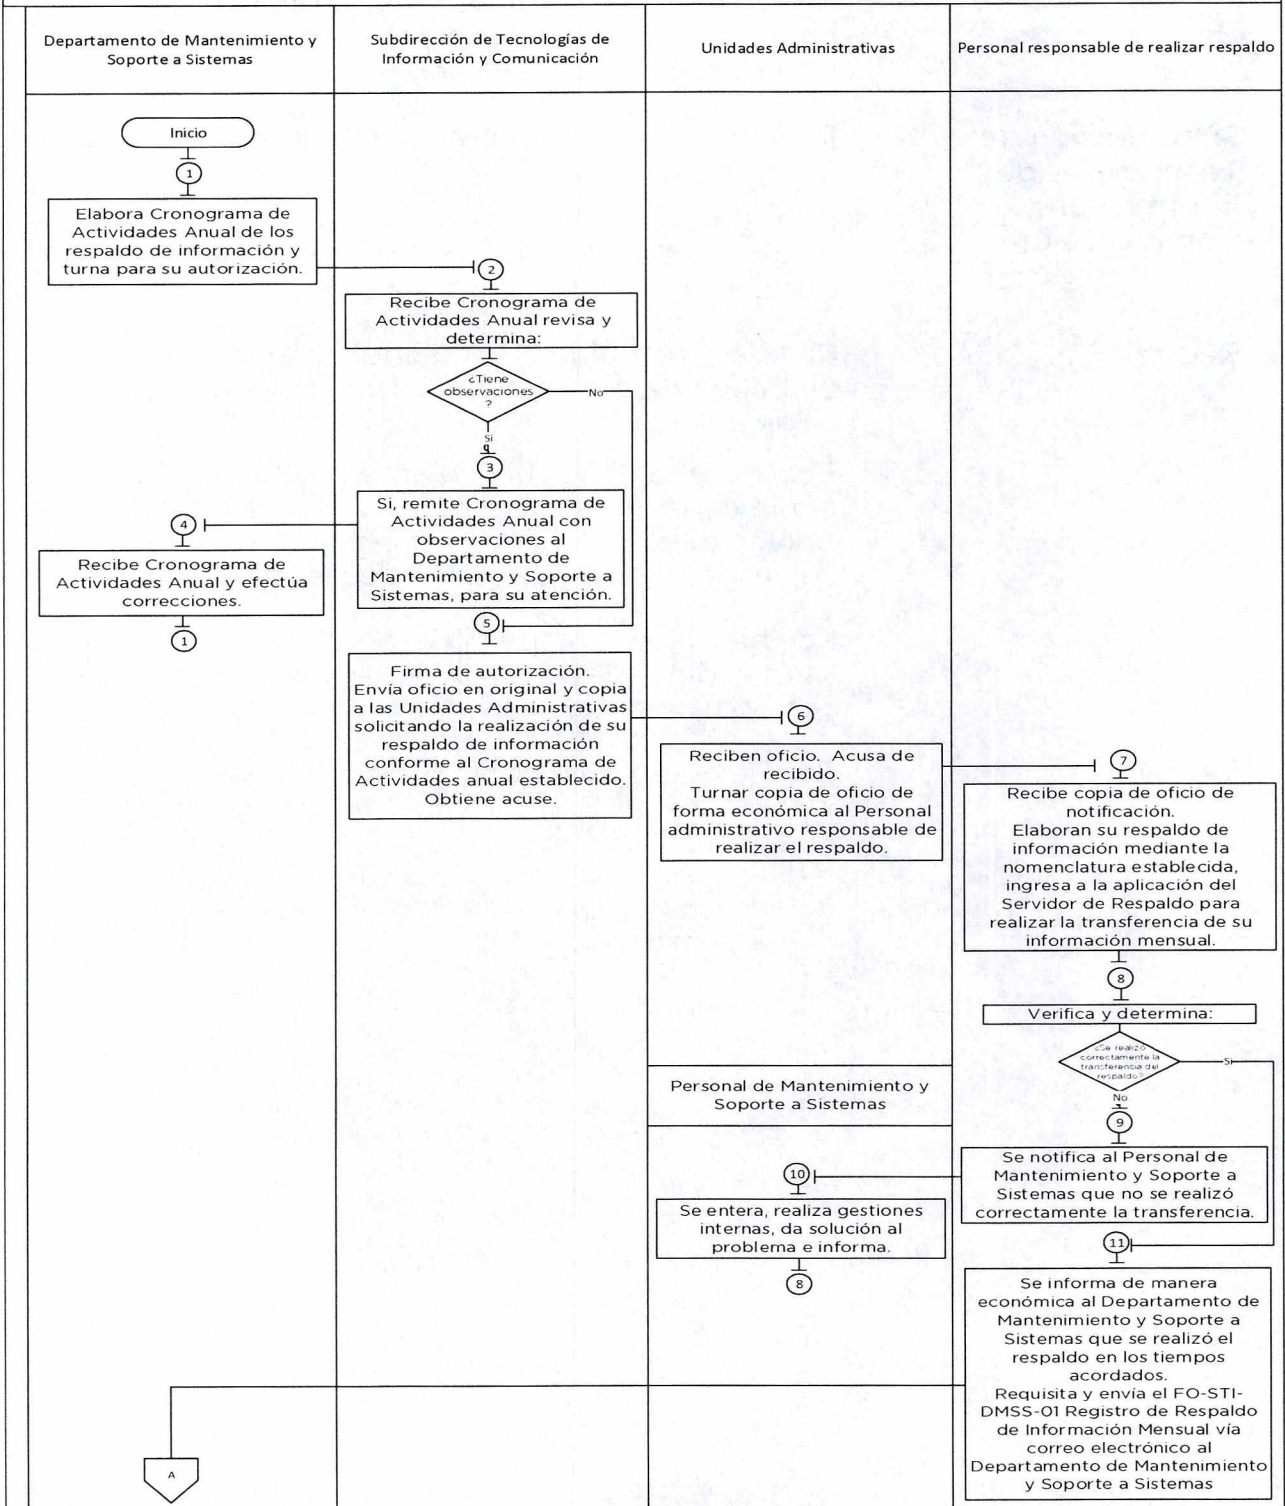 Departamento de Mantenimiento y
Soporte a Sistemas
Subdirección de Tecnologías de
Información y Comunicación
Unidades Administrativas
Personal responsable de realizar respaldo
Inicio
1
Elabora Cronograma de
Actividades Anual de los
respaldo de información y
turna para su autorización.
2
Recibe Cronograma de
Actividades Anual revisa y
determina:
¿Tiene
observaciones
?
No
Si
3
Si, remite Cronograma de
Actividades Anual con
observaciones al
Departamento de
Mantenimiento y Soporte a
Sistemas, para su atención.
4
Recibe Cronograma de
Actividades Anual y efectúa
correcciones.
1
5
Firma de autorización.
Envía oficio en original y copia
a las Unidades Administrativas
solicitando la realización de su
respaldo de información
conforme al Cronograma de
Actividades anual establecido.
Obtiene acuse.
6
Reciben oficio. Acusa de
recibido.
Turnar copia de oficio de
forma económica al Personal
administrativo responsable de
realizar el respaldo.
7
Recibe copia de oficio de
notificación.
Elaboran su respaldo de
información mediante la
nomenclatura establecida,
ingresa a la aplicación del
Servidor de Respaldo para
realizar la transferencia de su
información mensual.
8
Verifica y determina:
¿Se realizó
correctamente la
transferencia del
respaldo?
Si
No
9
Se notifica al Personal de
Mantenimiento y Soporte a
Sistemas que no se realizó
correctamente la transferencia.
Personal de Mantenimiento y
Soporte a Sistemas
10
Se entera, realiza gestiones
internas, da solución al
problema e informa.
8
11
Se informa de manera
económica al Departamento de
Mantenimiento y Soporte a
Sistemas que se realizó el
respaldo en los tiempos
acordados.
Requisita y envía el FO-STI-
DMSS-01 Registro de Respaldo
de Información Mensual vía
correo electrónico al
Departamento de Mantenimiento
y Soporte a Sistemas
A